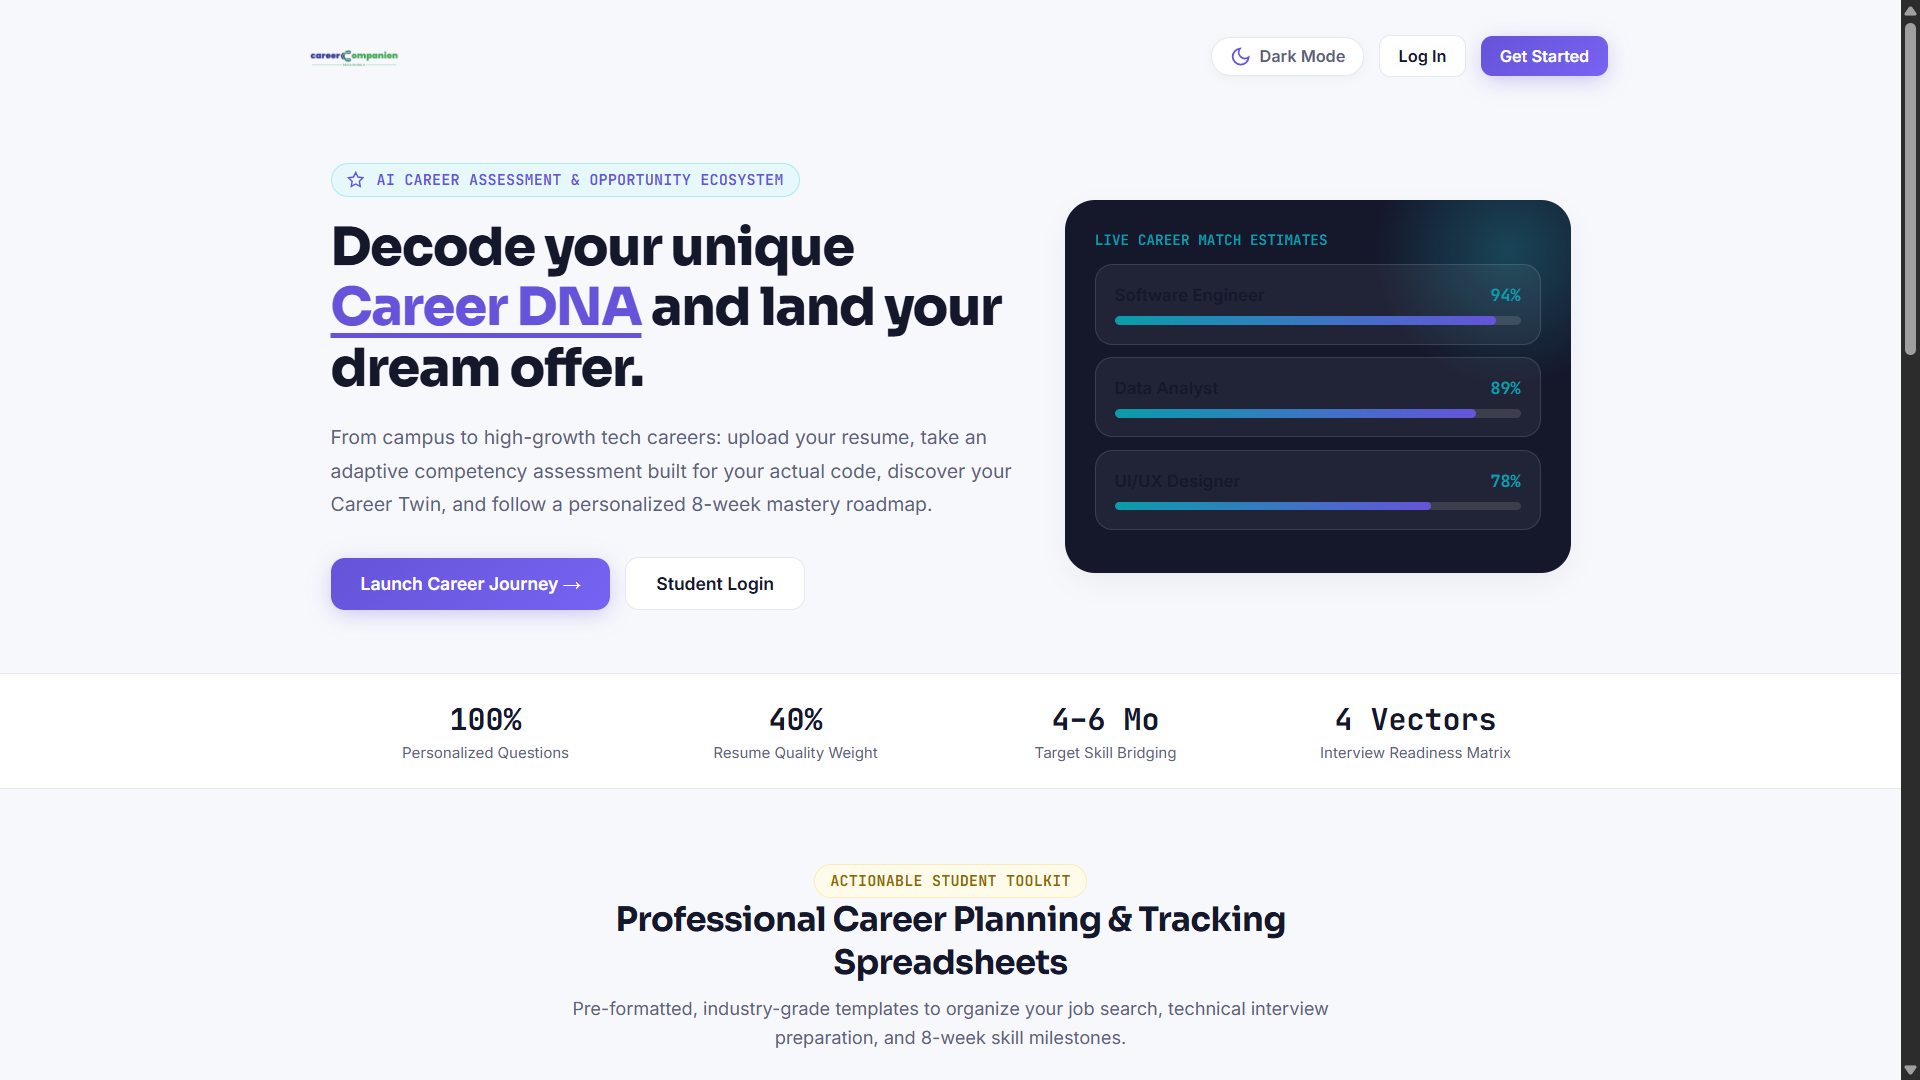 careerCompanion
Dark Mode
Log In
Get Started
AI CAREER ASSESSMENT & OPPORTUNITY ECOSYSTEM
Decode your unique
Career DNA and land your
dream offer.
From campus to high-growth tech careers: upload your resume, take an
adaptive competency assessment built for your actual code, discover your
Career Twin, and follow a personalized 8-week mastery roadmap.
Launch Career Journey →
Student Login
LIVE CAREER MATCH ESTIMATES
Software Engineer 94%
Data Analyst 89%
UI/UX Designer 78%
100%
Personalized Questions
40%
Resume Quality Weight
4–6 Mo
Target Skill Bridging
4 Vectors
Interview Readiness Matrix
ACTIONABLE STUDENT TOOLKIT
Professional Career Planning & Tracking
Spreadsheets
Pre-formatted, industry-grade templates to organize your job search, technical interview
preparation, and 8-week skill milestones.